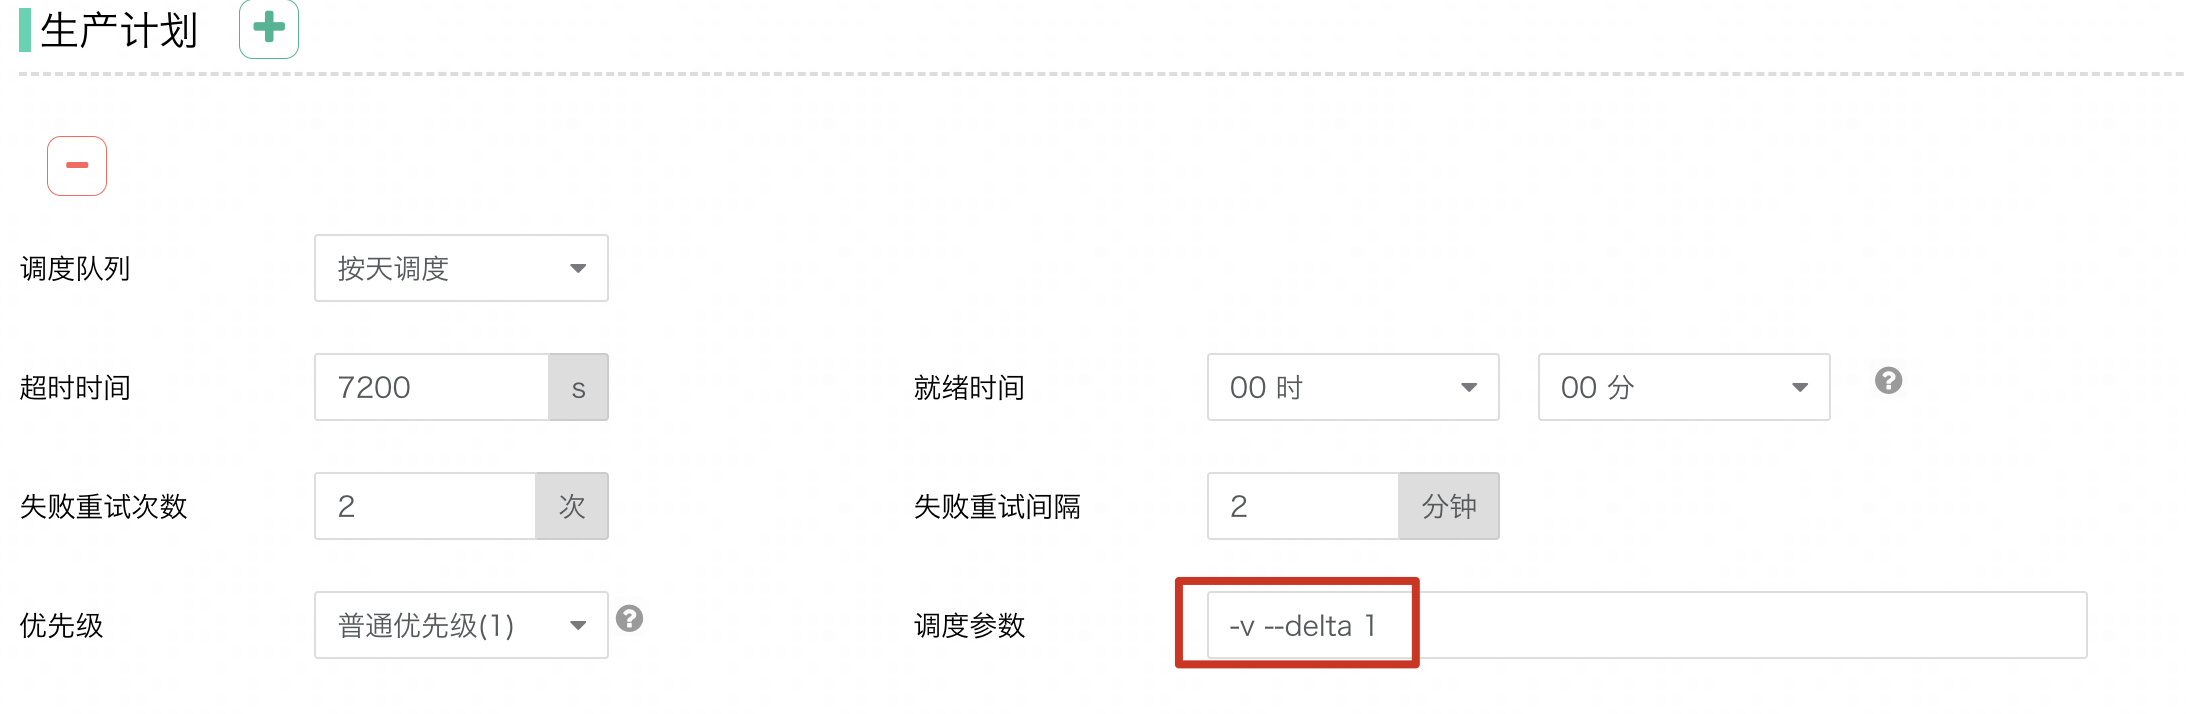 生产计划
调度队列 按天调度
超时时间 7200 s 就绪时间 00 时 00 分 ?
失败重试次数 2 次 失败重试间隔 2 分钟
优先级 普通优先级(1) ? 调度参数 -v --delta 1